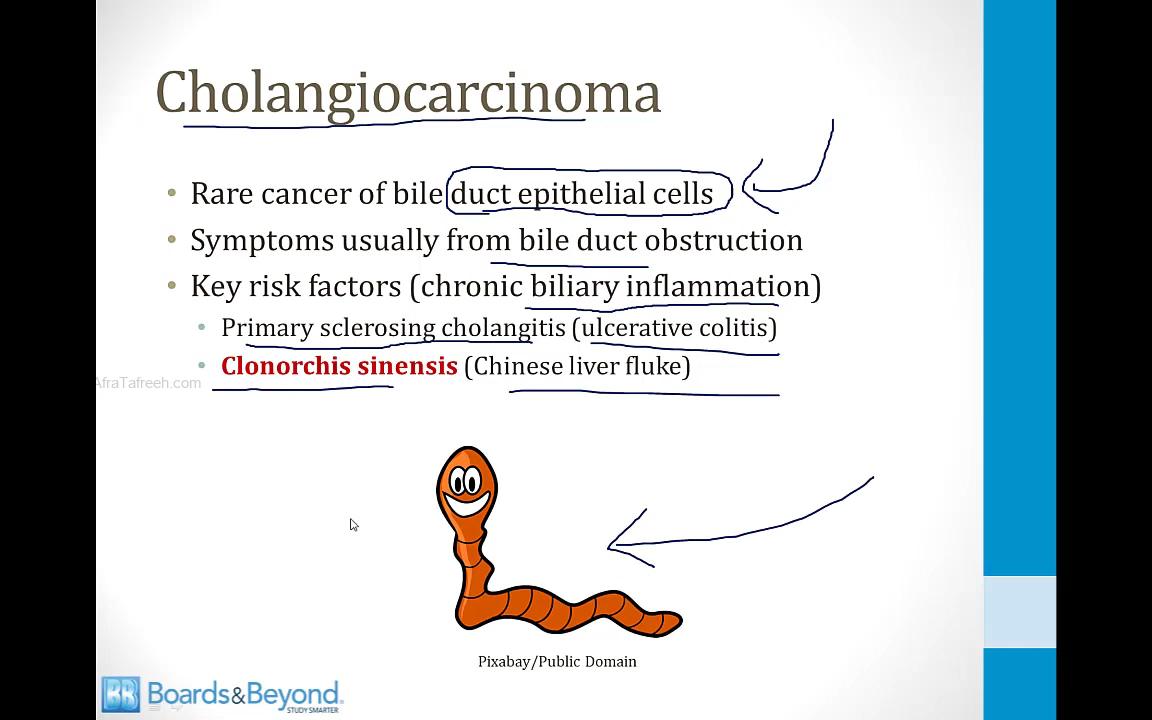 Cholangiocarcinoma
• Rare cancer of bile duct epithelial cells
• Symptoms usually from bile duct obstruction
• Key risk factors (chronic biliary inflammation)
• Primary sclerosing cholangitis (ulcerative colitis)
• Clonorchis sinensis (Chinese liver fluke)
AfraTafreeh.com
Pixabay/Public Domain
BB Boards&Beyond.
STUDY SMARTER